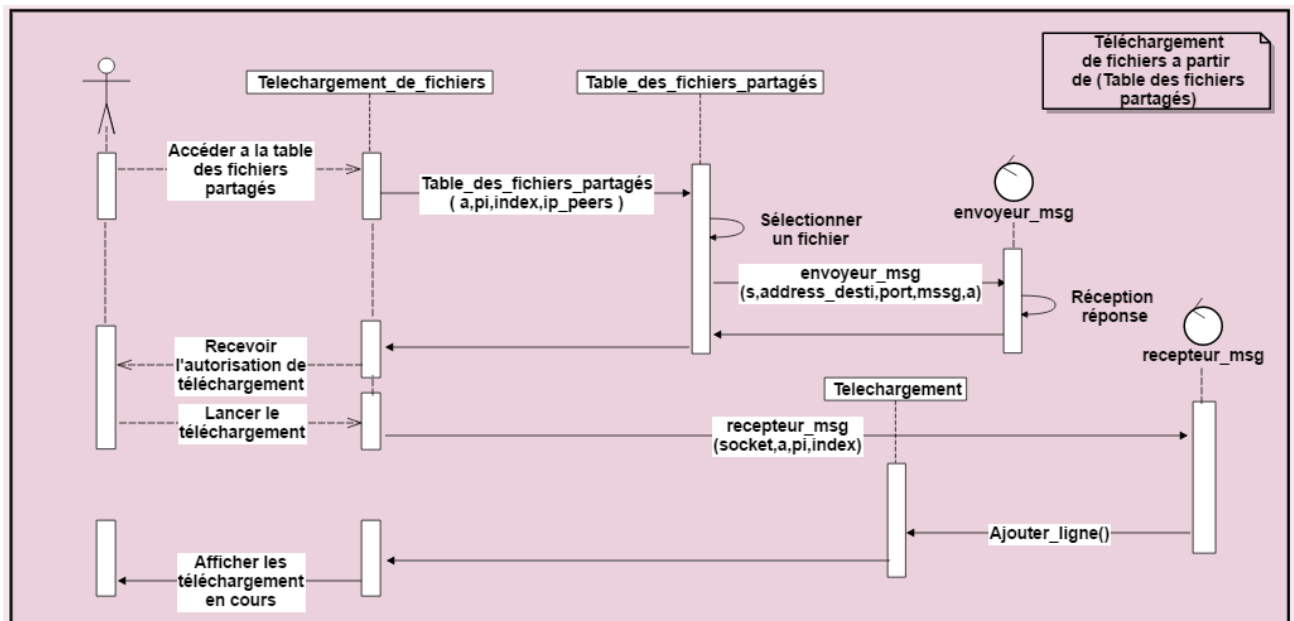 Téléchargement
de fichiers a partir
de (Table des fichiers
partagés)
Telechargement_de_fichiers
Table_des_fichiers_partagés
Accéder a la table
des fichiers
partagés
Table_des_fichiers_partagés
( a,pi,index,ip_peers )
Sélectionner
un fichier
envoyeur_msg
envoyeur_msg
(s,address_desti,port,mssg,a)
Réception
réponse
recepteur_msg
Recevoir
l'autorisation de
téléchargement
Telechargement
Lancer le
téléchargement
recepteur_msg
(socket,a,pi,index)
Ajouter_ligne()
Afficher les
téléchargement
en cours